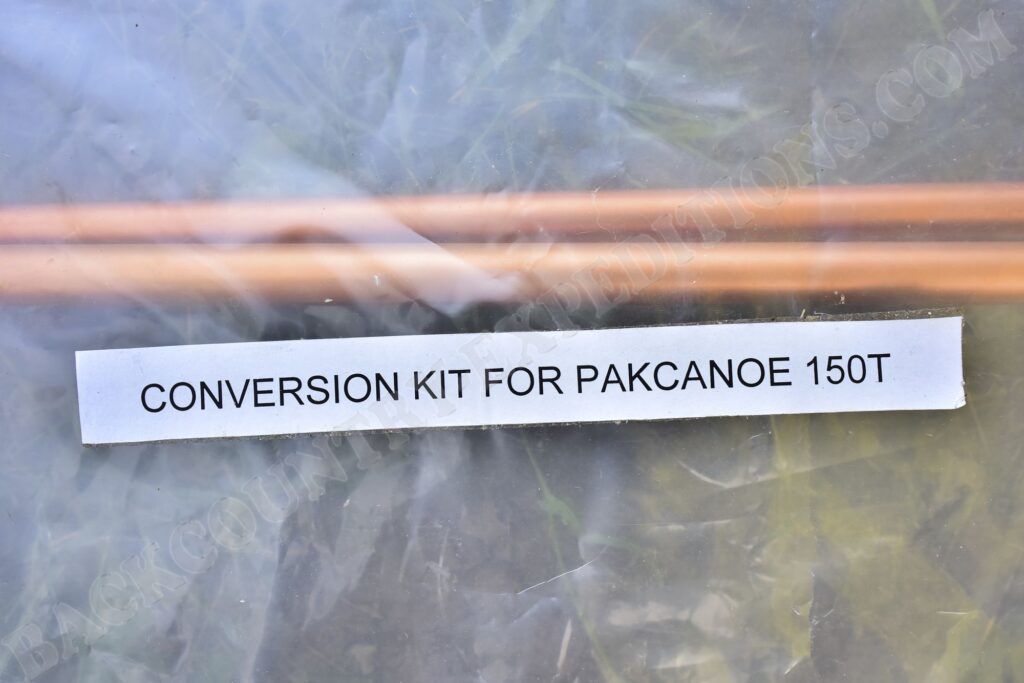 CONVERSION KIT FOR PAKCANOE 150T
BACKCOUNTRYEXPEDITIONS.COM